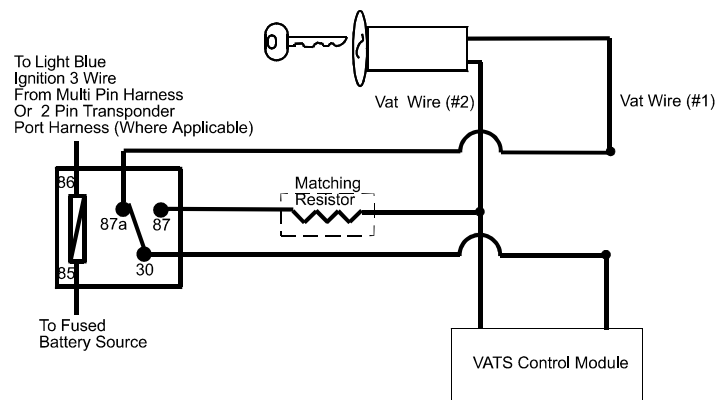 To Light Blue
Ignition 3 Wire
From Multi Pin Harness
Or 2 Pin Transponder
Port Harness (Where Applicable)
Vat Wire (#2)
Vat Wire (#1)
86
87a
87
Matching
Resistor
30
85
To Fused
Battery Source
VATS Control Module